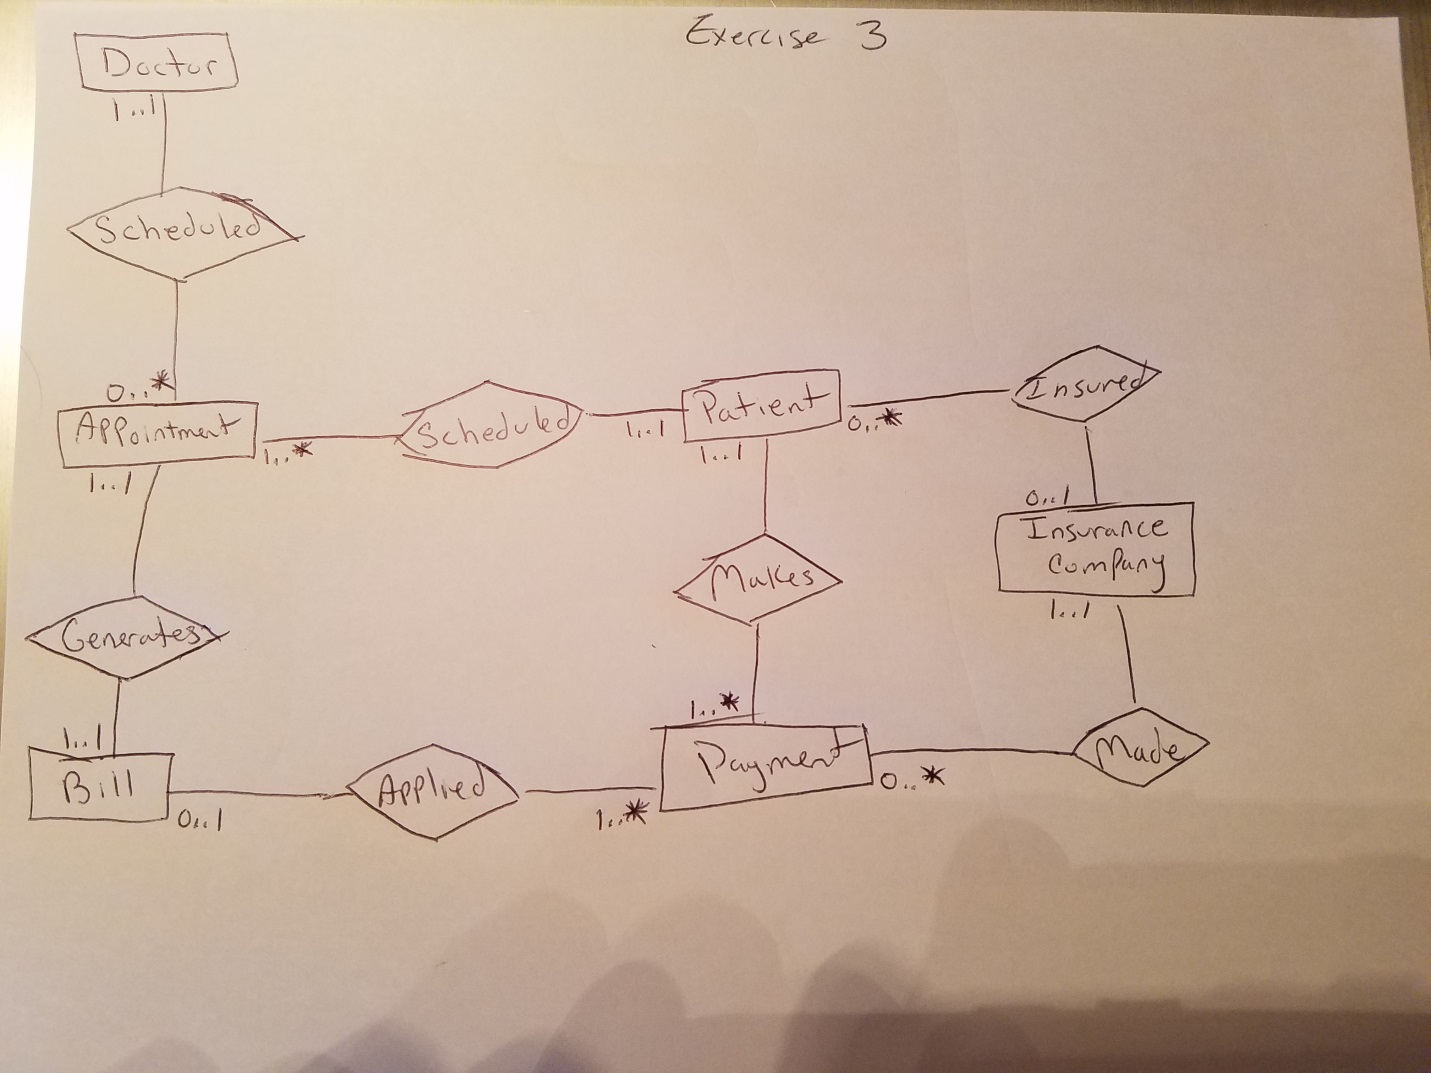 Exercise 3
Doctor
1..1
Scheduled
0..*
Appointment
1..*
Scheduled
1..1
Patient
0..*
Insured
1..1
1..1
0..1
Insurance
Company
1..1
Makes
Generates
1..*
1..1
Bill
0..1
Applied
1..*
Payment
0..*
Made